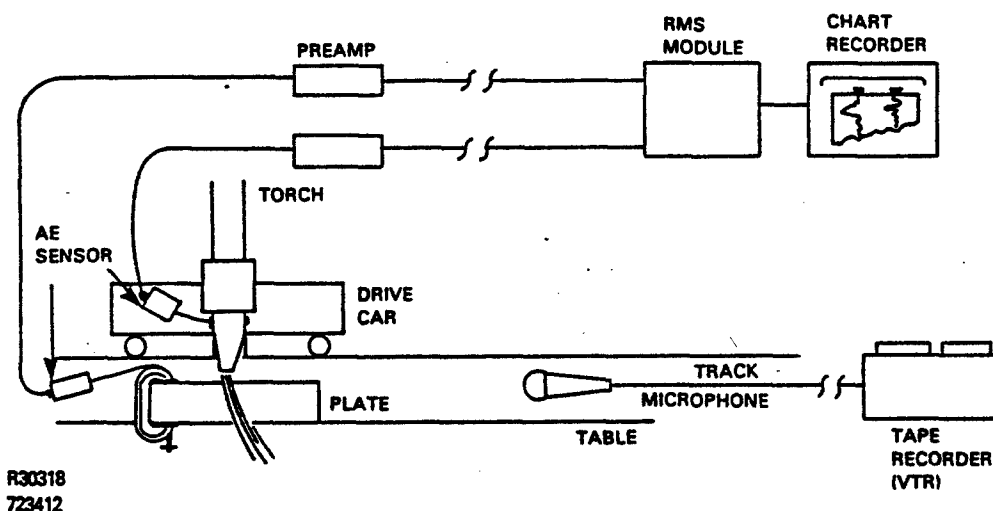 PREAMP
RMS
MODULE
CHART
RECORDER
TORCH
AE
SENSOR
DRIVE
CAR
TRACK
MICROPHONE
PLATE
TABLE
TAPE
RECORDER
(VTR)
R30318
723412